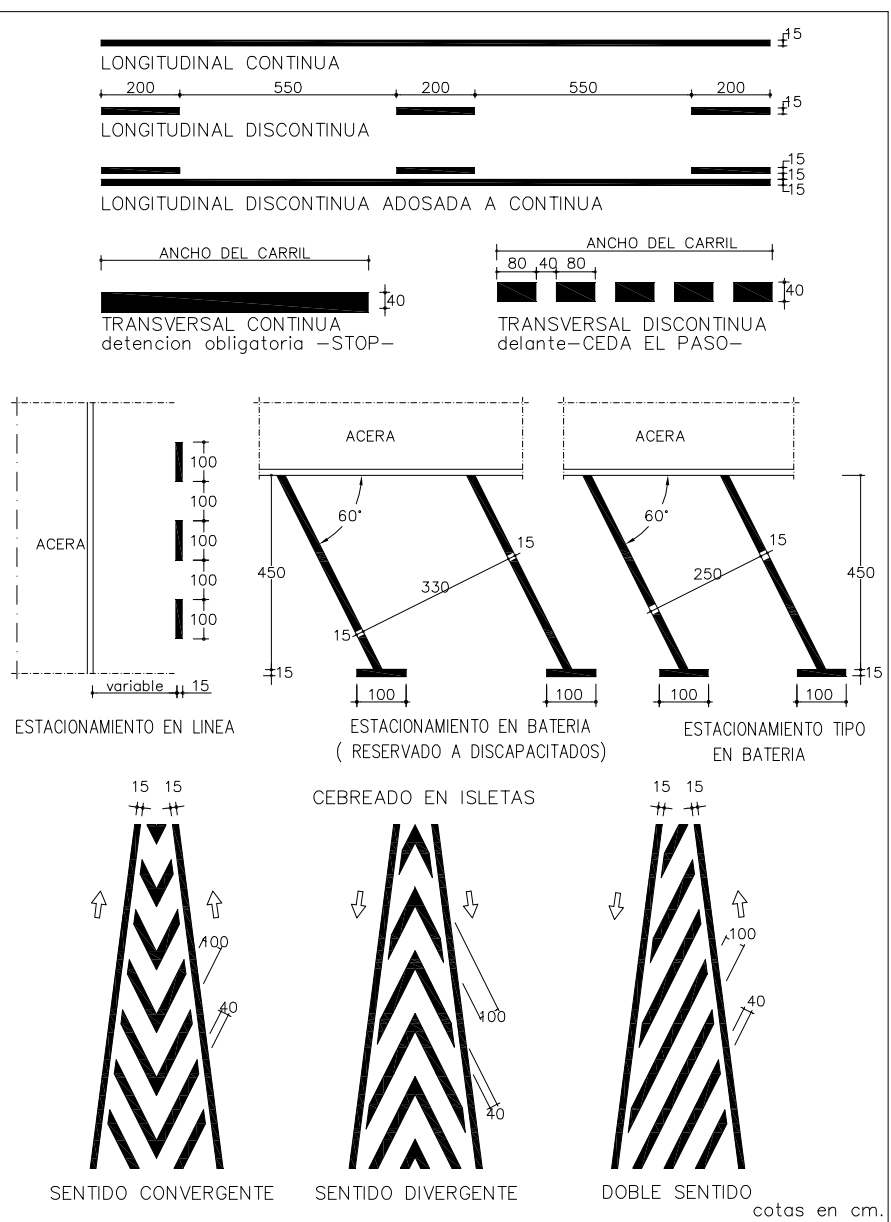 15
LONGITUDINAL CONTINUA
200 550 200 550 200
15
LONGITUDINAL DISCONTINUA
15
15
15
LONGITUDINAL DISCONTINUA ADOSADA A CONTINUA
ANCHO DEL CARRIL
40
TRANSVERSAL CONTINUA
detencion obligatoria -STOP-
ANCHO DEL CARRIL
80 40 80
40
TRANSVERSAL DISCONTINUA
delante-CEDA EL PASO-
ACERA
100
100
100
100
100
variable 15
ESTACIONAMIENTO EN LINEA
ACERA
60°
15
450
330
15
15
100 100
ESTACIONAMIENTO EN BATERIA
( RESERVADO A DISCAPACITADOS)
ACERA
60°
15
250
450
15
100 100
ESTACIONAMIENTO TIPO
EN BATERIA
CEBREADO EN ISLETAS
15 15
100
40
SENTIDO CONVERGENTE
100
40
SENTIDO DIVERGENTE
15 15
100
40
DOBLE SENTIDO
cotas en cm.